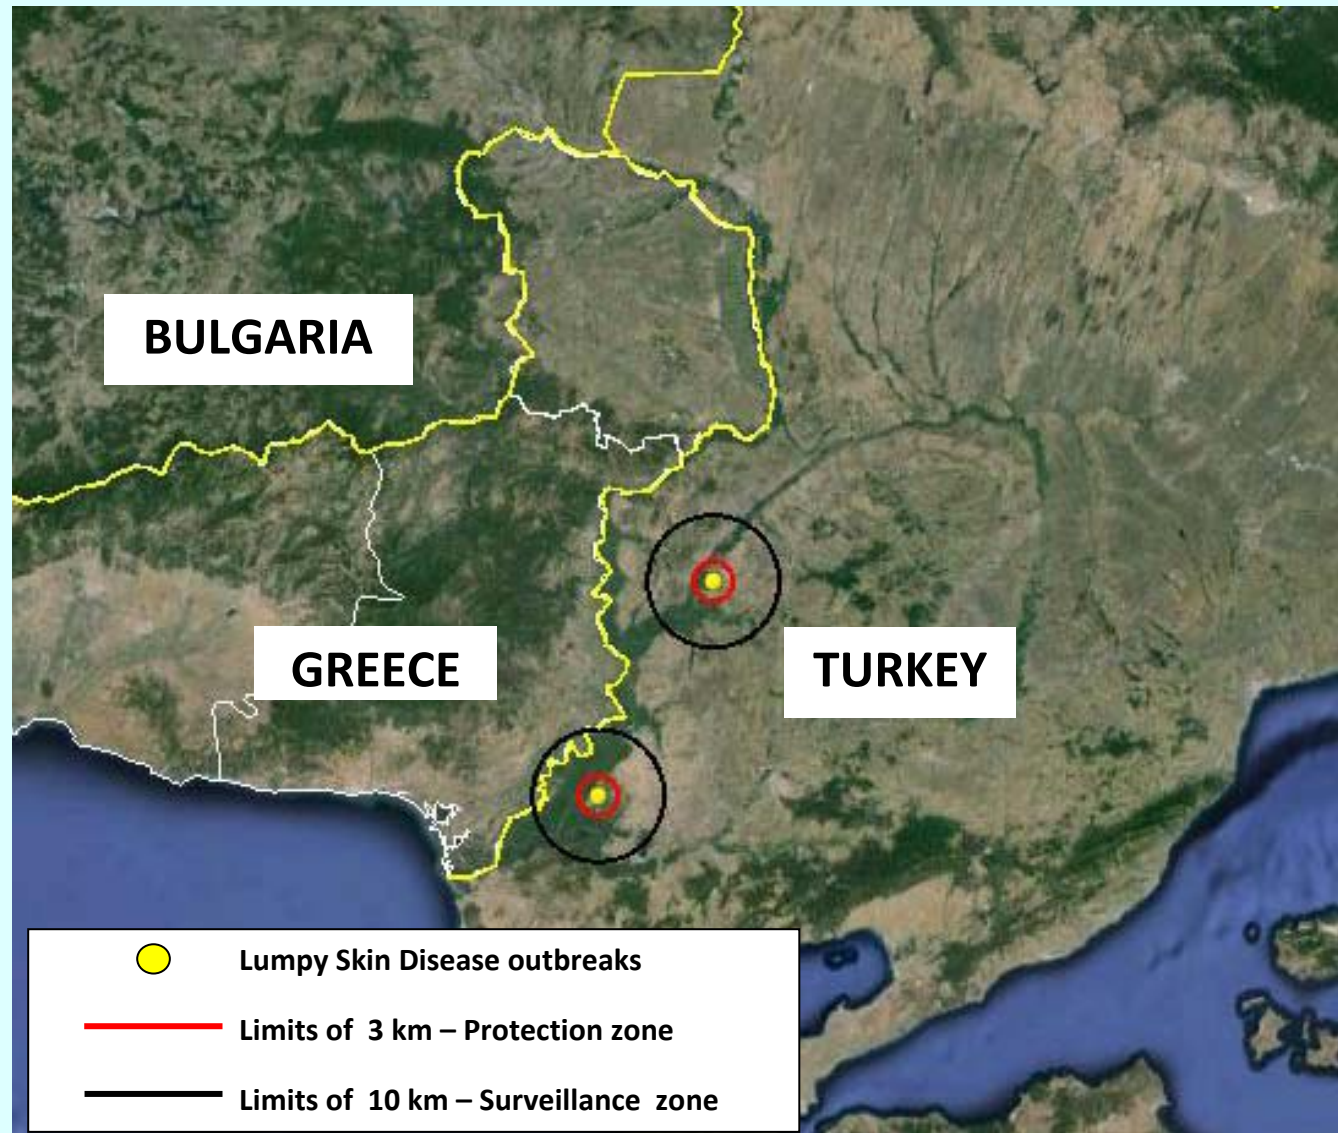 BULGARIA
GREECE
TURKEY
Lumpy Skin Disease outbreaks
Limits of 3 km – Protection zone
Limits of 10 km – Surveillance zone